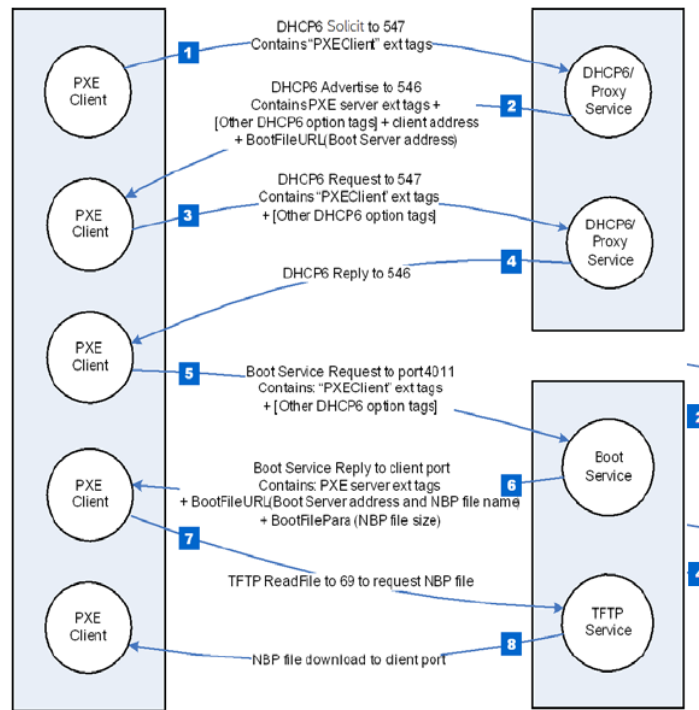 DHCP6 Solicit to 547
Contains "PXEClient" ext tags
1
PXE
Client
DHCP6/
Proxy
Service
DHCP6 Advertise to 546
Contains PXE server ext tags +
[Other DHCP6 option tags] + client address
+ BootFileURL(Boot Server address)
2
DHCP6 Request to 547
Contains "PXEClient" ext tags
+ [Other DHCP6 option tags]
PXE
Client
3
DHCP6/
Proxy
Service
4
DHCP6 Reply to 546
PXE
Client
5
Boot Service Request to port 4011
Contains: "PXEClient" ext tags
+ [Other DHCP6 option tags]
2
Boot
Service
Boot Service Reply to client port
Contains: PXE server ext tags
+ BootFileURL(Boot Server address and NBP file name)
+ BootFilePara (NBP file size)
6
PXE
Client
7
TFTP ReadFile to 69 to request NBP file
4
PXE
Client
TFTP
Service
8
NBP file download to client port